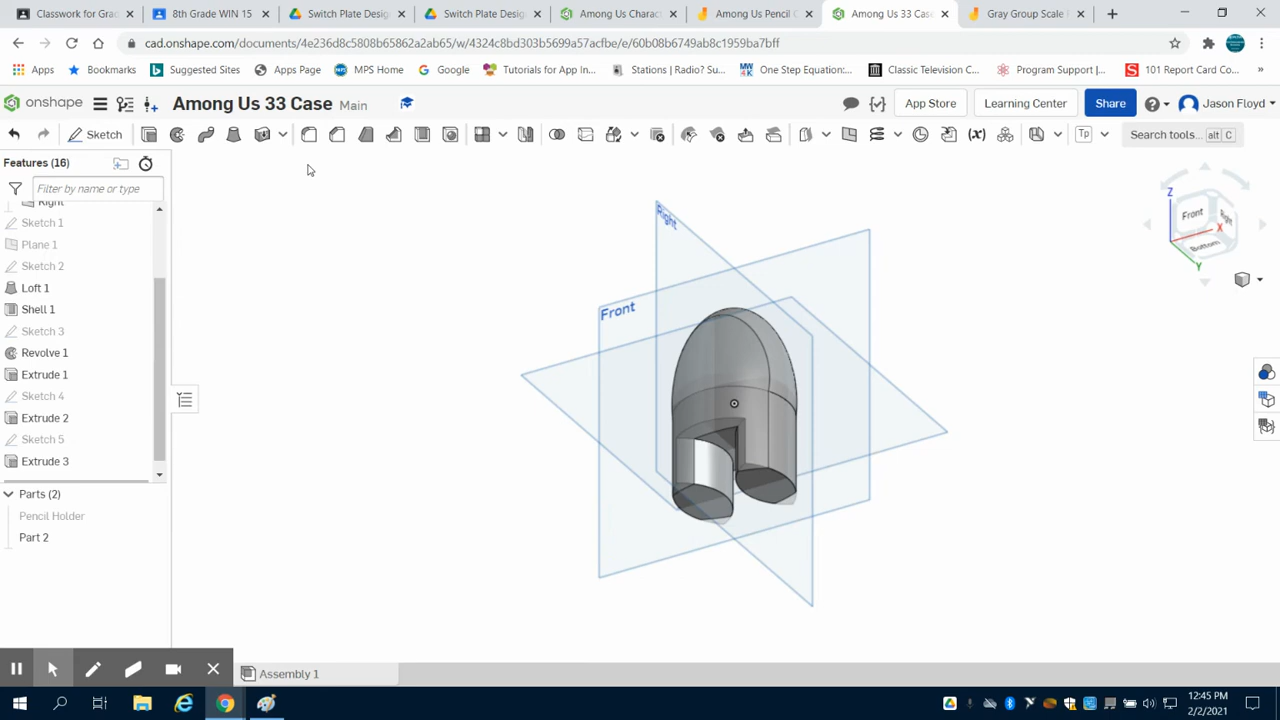 Classwork for Grad
8th Grade WIN 15
Switch Plate Desig
Switch Plate Desig
Among Us Charac
Among Us Pencil C
Among Us 33 Case
Gray Group Scale F
cad.onshape.com/documents/4e236d8c5808b65862a2ab65/w/4324c8bd303b5699a57acfbe/e/60b08b6749ab8c1959ba7bff
Apps Bookmarks Suggested Sites Apps Page MPS Home Google Tutorials for App In... Stations | Radio? Su... One Step Equation:... Classic Television C... Program Support |... 101 Report Card Co... »
onshape Among Us 33 Case Main App Store Learning Center Share Jason Floyd
Sketch Tp Search tools... alt C
Features (16)
Filter by name or type
Right
Sketch 1
Plane 1
Sketch 2
Loft 1
Shell 1
Sketch 3
Revolve 1
Extrude 1
Sketch 4
Extrude 2
Sketch 5
Extrude 3
Parts (2)
Pencil Holder
Part 2
Right
Front
Z
Front
Right
X
Bottom
Y
Assembly 1
12:45 PM
2/2/2021